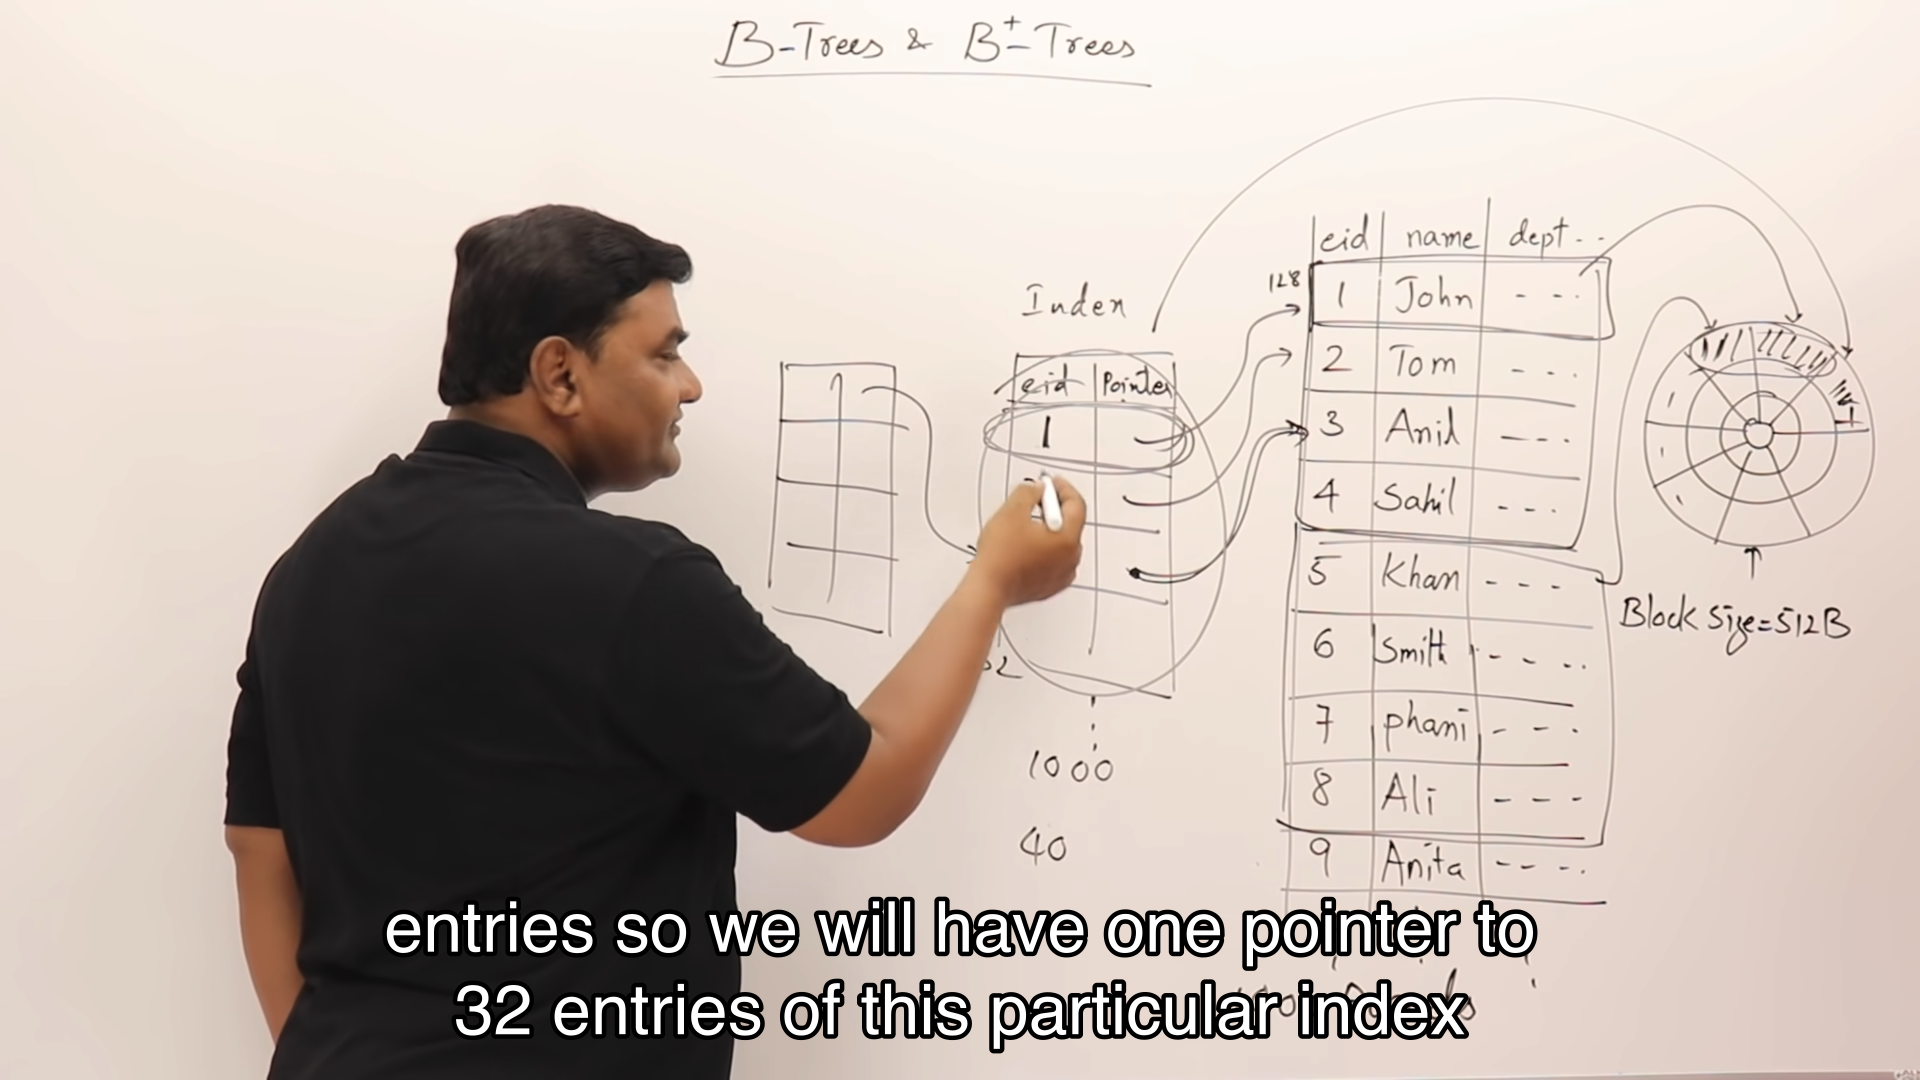 B-Trees & B+-Trees
eid name dept - -
128 1 John - - -
2 Tom - - -
3 Anil - - -
4 Sahil - - -
5 Khan - - -
6 Smith - - - -
7 phani - - -
8 Ali - - -
9 Anita - - - -
Index
eid Pointer
1
1000
40
Block Size=512B
entries so we will have one pointer to
32 entries of this particular index